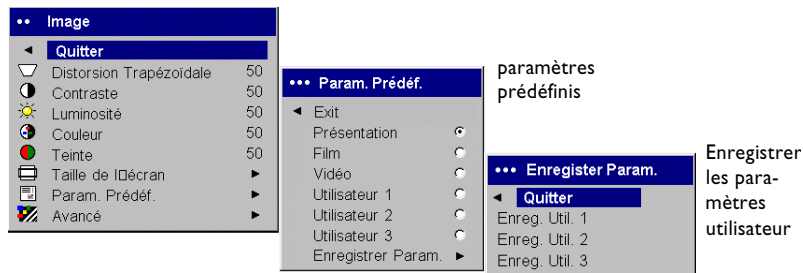 •• Image
◄ Quitter
Distorsion Trapézoïdale 50
Contraste 50
Luminosité 50
Couleur 50
Teinte 50
Taille de l□écran ►
Param. Prédéf. ►
Avancé ►
••• Param. Prédéf.
◄ Exit
Présentation
Film
Vidéo
Utilisateur 1
Utilisateur 2
Utilisateur 3
Enregistrer Param. ►
paramètres
prédéfinis
••• Enregister Param.
◄ Quitter
Enreg. Util. 1
Enreg. Util. 2
Enreg. Util. 3
Enregistrer
les para-
mètres
utilisateur